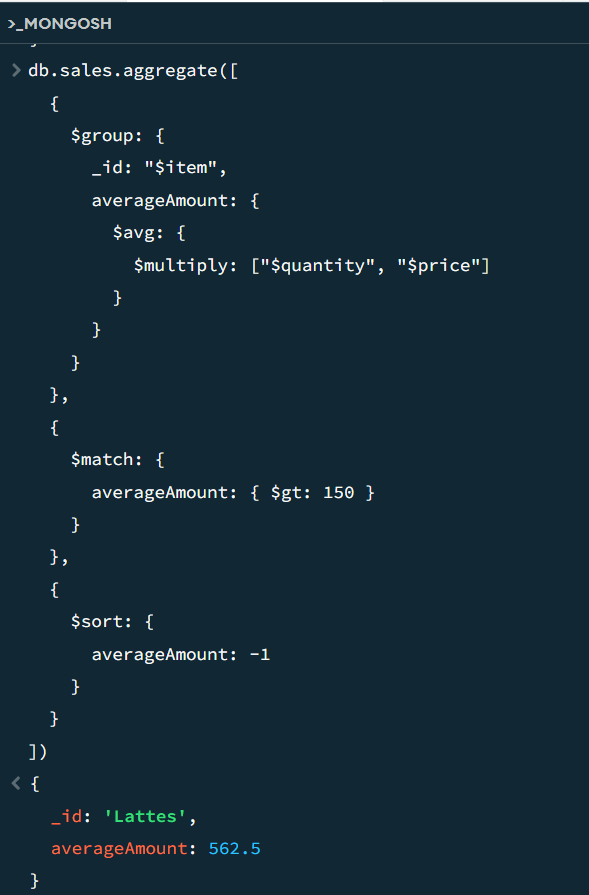 >_MONGOSH
> db.sales.aggregate([
{
$group: {
_id: "$item",
averageAmount: {
$avg: {
$multiply: ["$quantity", "$price"]
}
}
}
},
{
$match: {
averageAmount: { $gt: 150 }
}
},
{
$sort: {
averageAmount: -1
}
}
])
< {
_id: 'Lattes',
averageAmount: 562.5
}